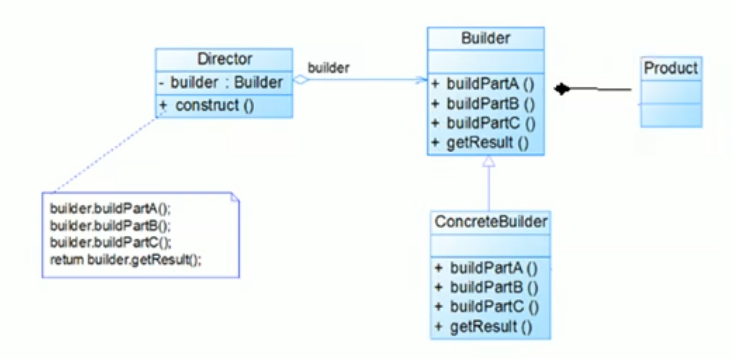 Director
- builder : Builder
+ construct ()
builder
Builder
+ buildPartA ()
+ buildPartB ()
+ buildPartC ()
+ getResult ()
Product
builder.buildPartA();
builder.buildPartB();
builder.buildPartC();
return builder.getResult();
ConcreteBuilder
+ buildPartA ()
+ buildPartB ()
+ buildPartC ()
+ getResult ()